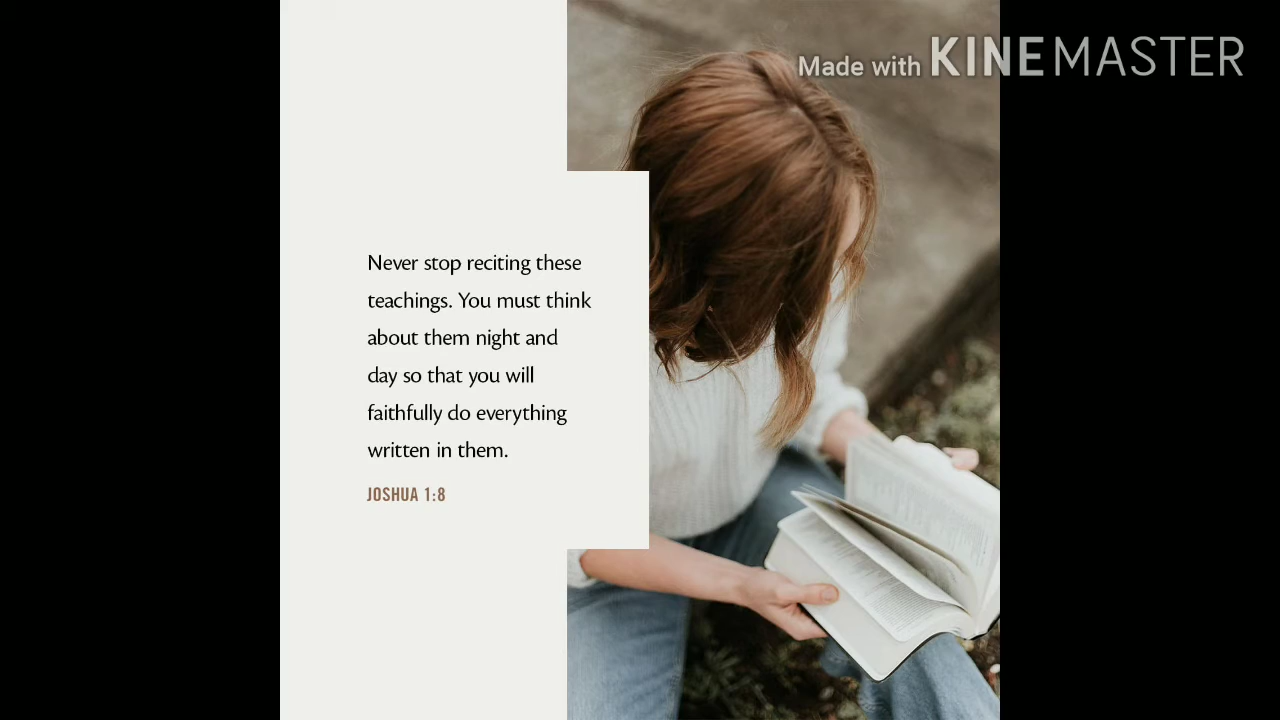 Made with KINEMASTER
Never stop reciting these
teachings. You must think
about them night and
day so that you will
faithfully do everything
written in them.
JOSHUA 1:8